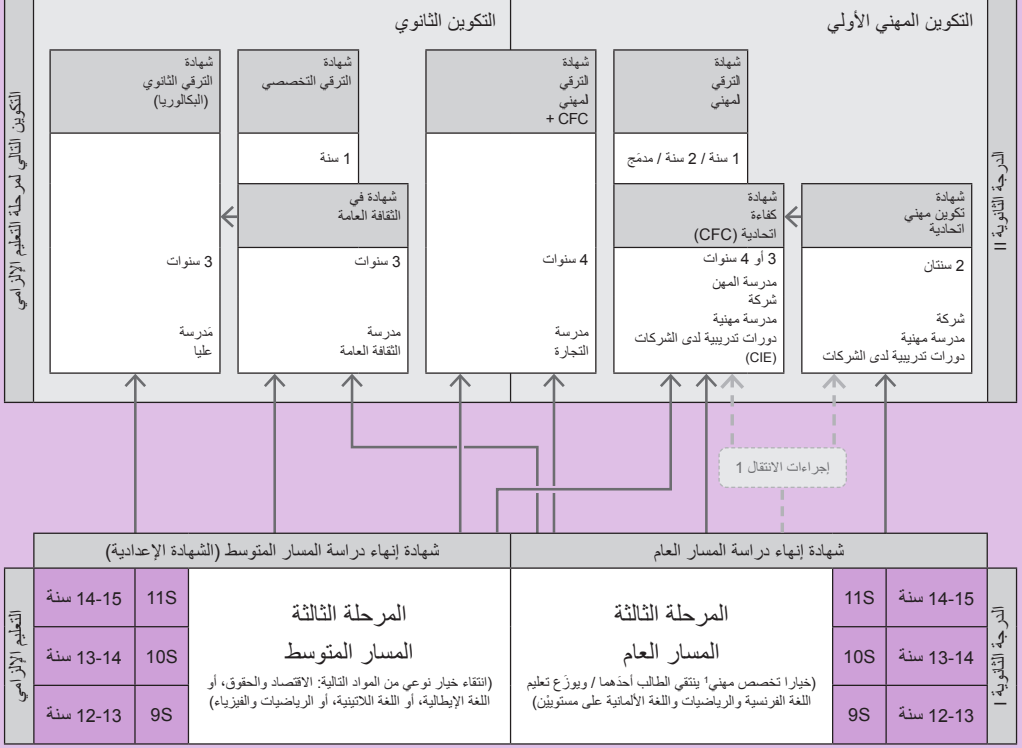 التكوين المهني الأولي
التكوين الثانوي
التكوين التالي لمرحلة التعليم الإلزامي
الدرجة الثانوية II
شهادة
الترقي
المهني
1 سنة / 2 سنة / مدمَج
شهادة
الترقي
المهني
CFC +
4 سنوات
مدرسة
التجارة
شهادة
الترقي التخصصي
1 سنة
شهادة
الترقي الثانوي
(البكالوريا)
3 سنوات
مَدرسة
عليا
شهادة
تكوين مهني
اتحادية
2 سنتان
شركة
مدرسة مهنية
دورات تدريبية لدى الشركات
شهادة
كفاءة
اتحادية (CFC)
3 أو 4 سنوات
مدرسة المهن
شركة
مدرسة مهنية
دورات تدريبية لدى الشركات
(CIE)
شهادة في
الثقافة العامة
3 سنوات
مدرسة
الثقافة العامة
إجراءات الانتقال 1
شهادة إنهاء دراسة المسار العام
شهادة إنهاء دراسة المسار المتوسط (الشهادة الإعدادية)
الدرجة الثانوية I
14-15 سنة
11S
13-14 سنة
10S
12-13 سنة
9S
المرحلة الثالثة
المسار العام
(خيارا تخصص مهني¹ ينتقي الطالب أحدَهما / ويوزَع تعليم
اللغة الفرنسية والرياضيات واللغة الألمانية على مستوييْن)
المرحلة الثالثة
المسار المتوسط
(انتقاء خيار نوعي من المواد التالية: الاقتصاد والحقوق، أو
اللغة الإيطالية، أو اللغة اللاتينية، أو الرياضيات والفيزياء)
11S
14-15 سنة
10S
13-14 سنة
9S
12-13 سنة
التعليم الإلزامي